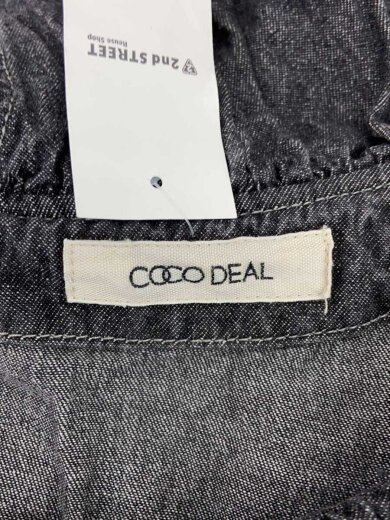 2nd STREET
Reuse Shop
COCO DEAL